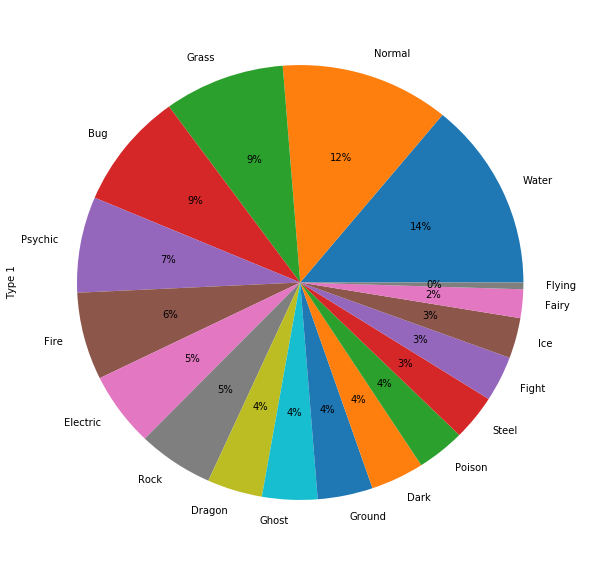 Grass
Normal
Bug
9%
12%
Water
9%
14%
Psychic
7%
Type 1
0%
Flying
2%
Fairy
6%
3%
Fire
3%
Ice
5%
3%
Fight
5%
4%
Electric
4%
4%
4%
4%
Steel
Rock
Poison
Dragon
Dark
Ghost
Ground